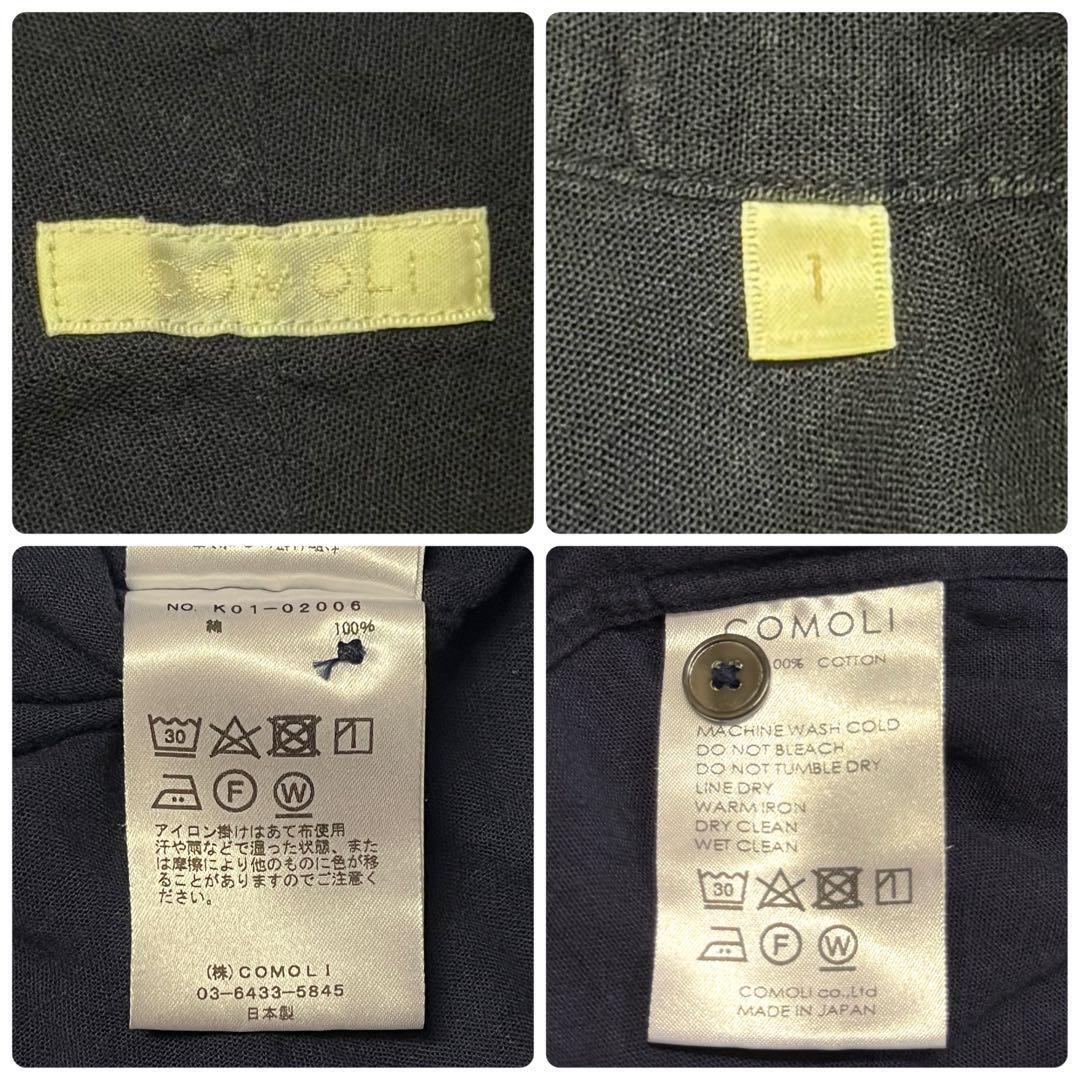 COMOLI
1
NO. K01-02006
綿 100%
30
F W
アイロン掛けはあて布使用
汗や雨などで湿った状態、また
は摩擦により他のものに色が移
ることがありますのでご注意く
ださい。
(株)COMOLI
03-6433-5845
日本製
COMOLI
00% COTTON
MACHINE WASH COLD
DO NOT BLEACH
DO NOT TUMBLE DRY
LINE DRY
WARM IRON
DRY CLEAN
WET CLEAN
30
F W
COMOLI co.,Ltd
MADE IN JAPAN